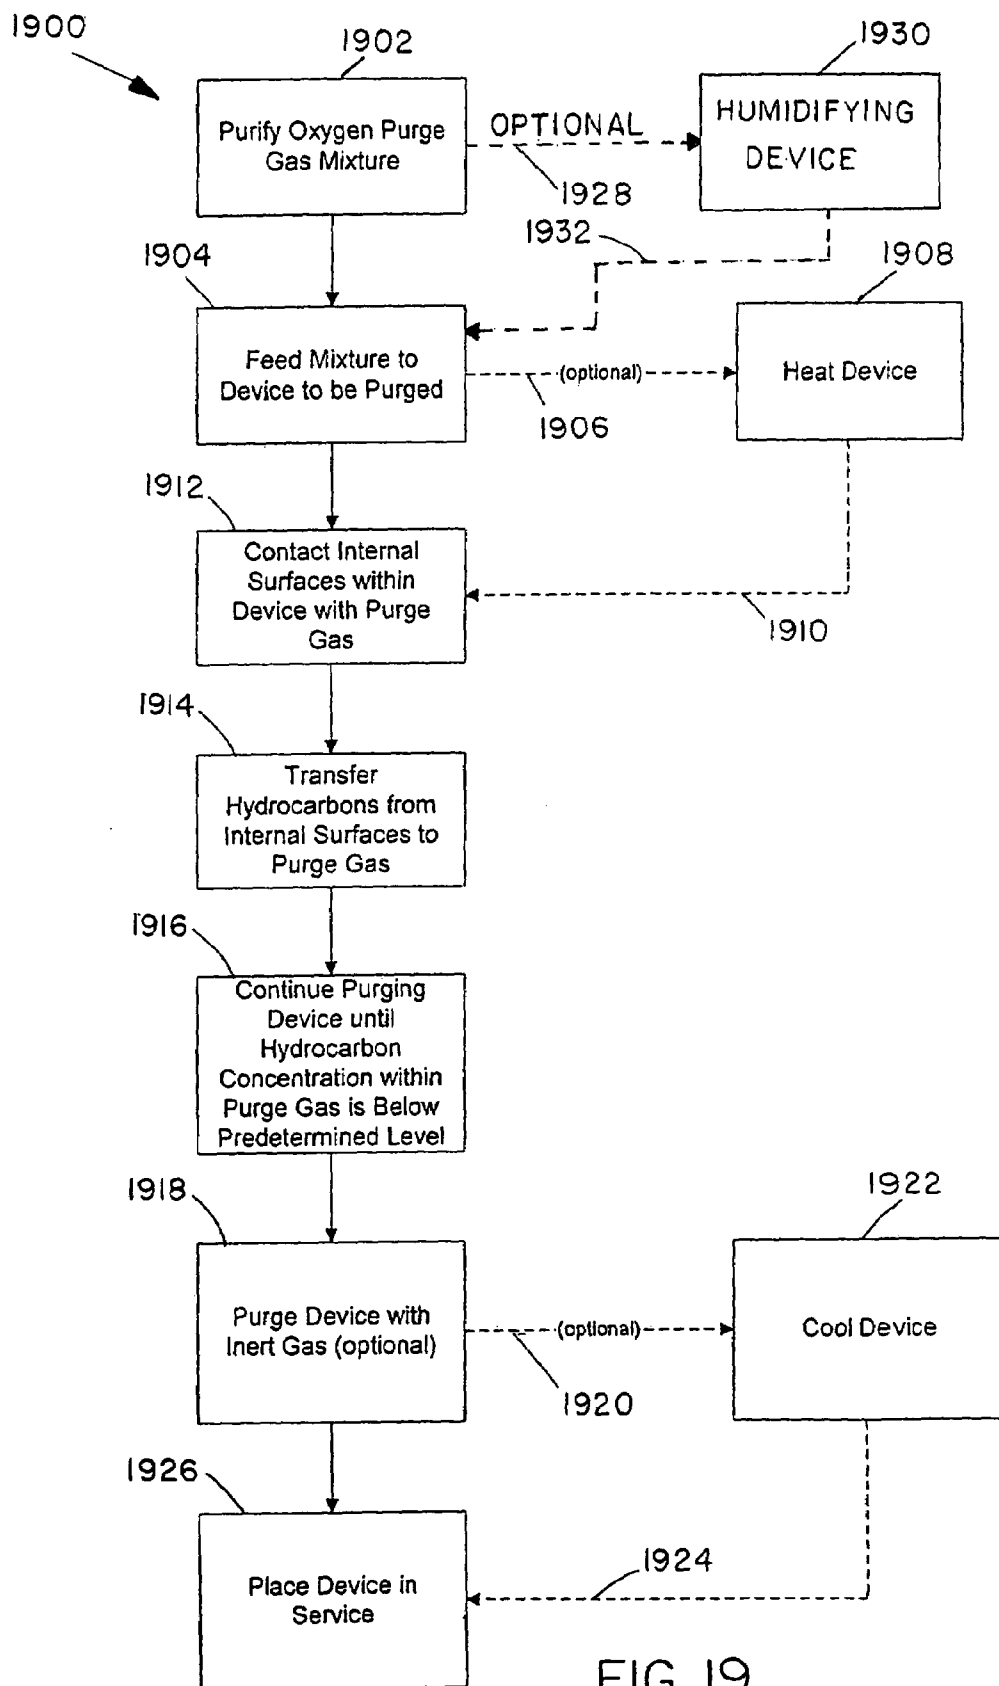 1900
1902
1930
Purify Oxygen Purge
Gas Mixture
OPTIONAL
1928
HUMIDIFYING
DEVICE
1932
1904
1908
Feed Mixture to
Device to be Purged
(optional)
1906
Heat Device
1912
Contact Internal
Surfaces within
Device with Purge
Gas
1910
1914
Transfer
Hydrocarbons from
Internal Surfaces to
Purge Gas
1916
Continue Purging
Device until
Hydrocarbon
Concentration within
Purge Gas is Below
Predetermined Level
1918
1922
Purge Device with
Inert Gas (optional)
(optional)
1920
Cool Device
1926
1924
Place Device in
Service
FIG. 19